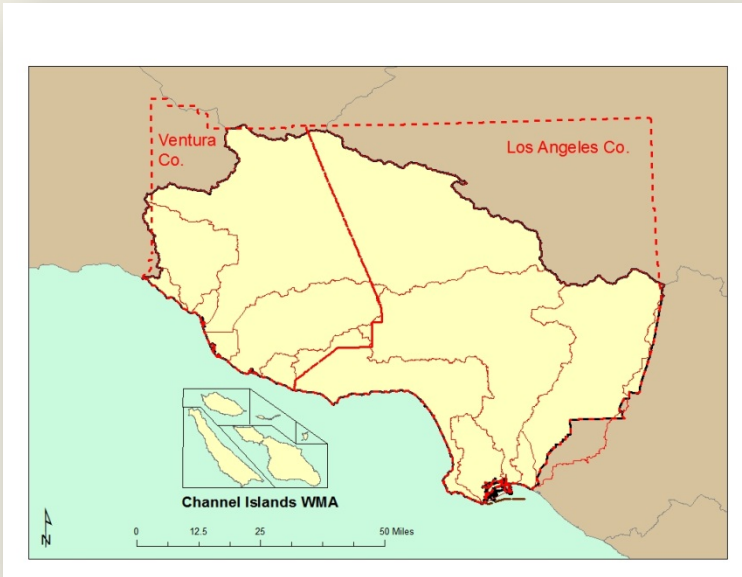 Ventura
Co.
Los Angeles Co.
Channel Islands WMA
N
0 12.5 25 50 Miles